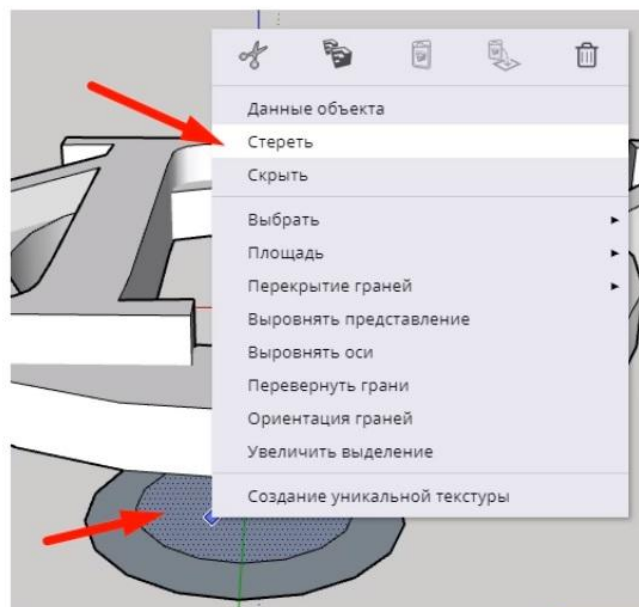 Данные объекта
Стереть
Скрыть
Выбрать
Площадь
Перекрытие граней
Выровнять представление
Выровнять оси
Перевернуть грани
Ориентация граней
Увеличить выделение
Создание уникальной текстуры